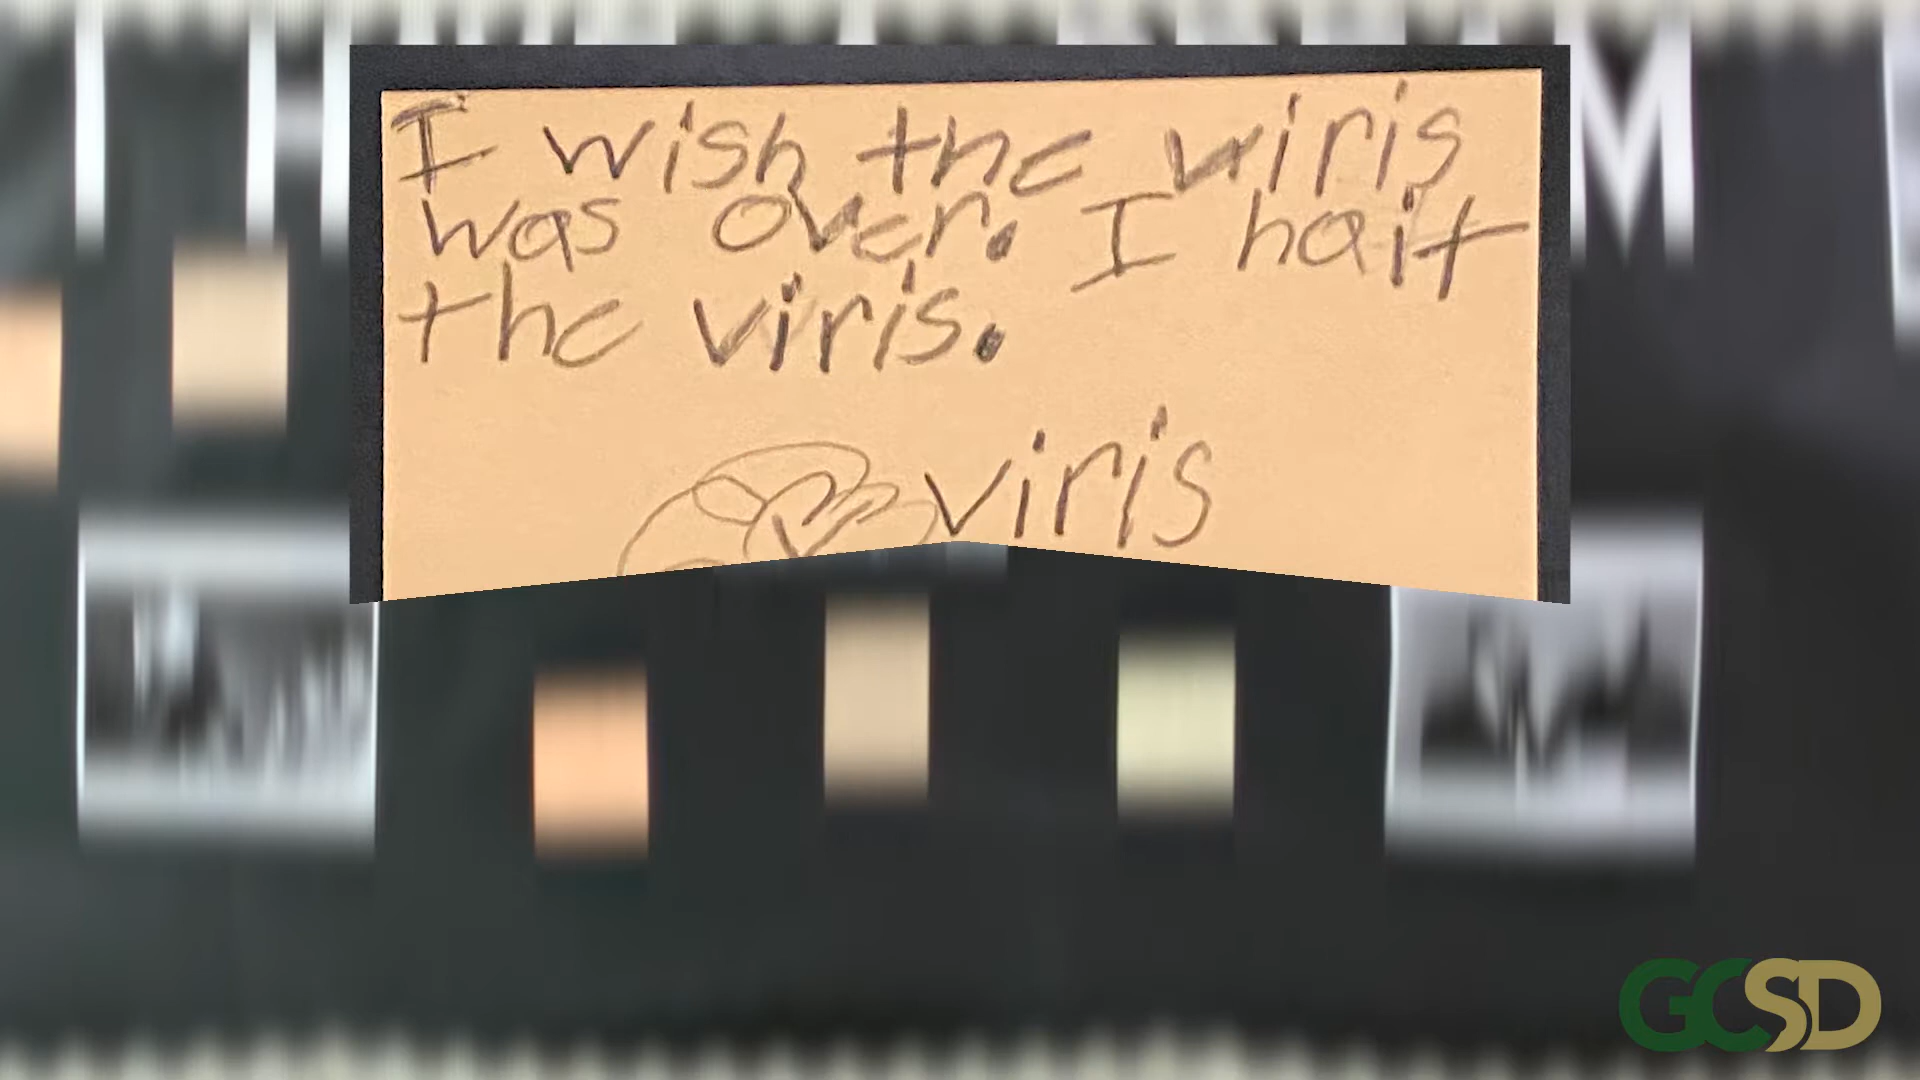 I wish the viris
was over. I hait
the viris.
viris
GCSD